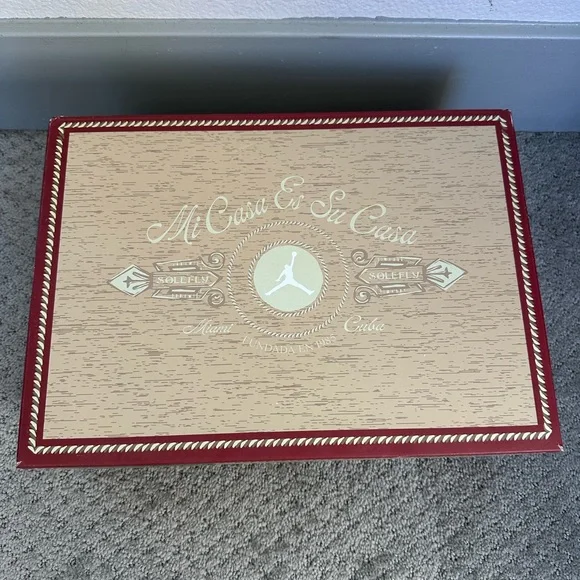 Mi Casa Es Su Casa
SOLEFLY
SOLEFLY
Miami
Cuba
FUNDADA EN 1985